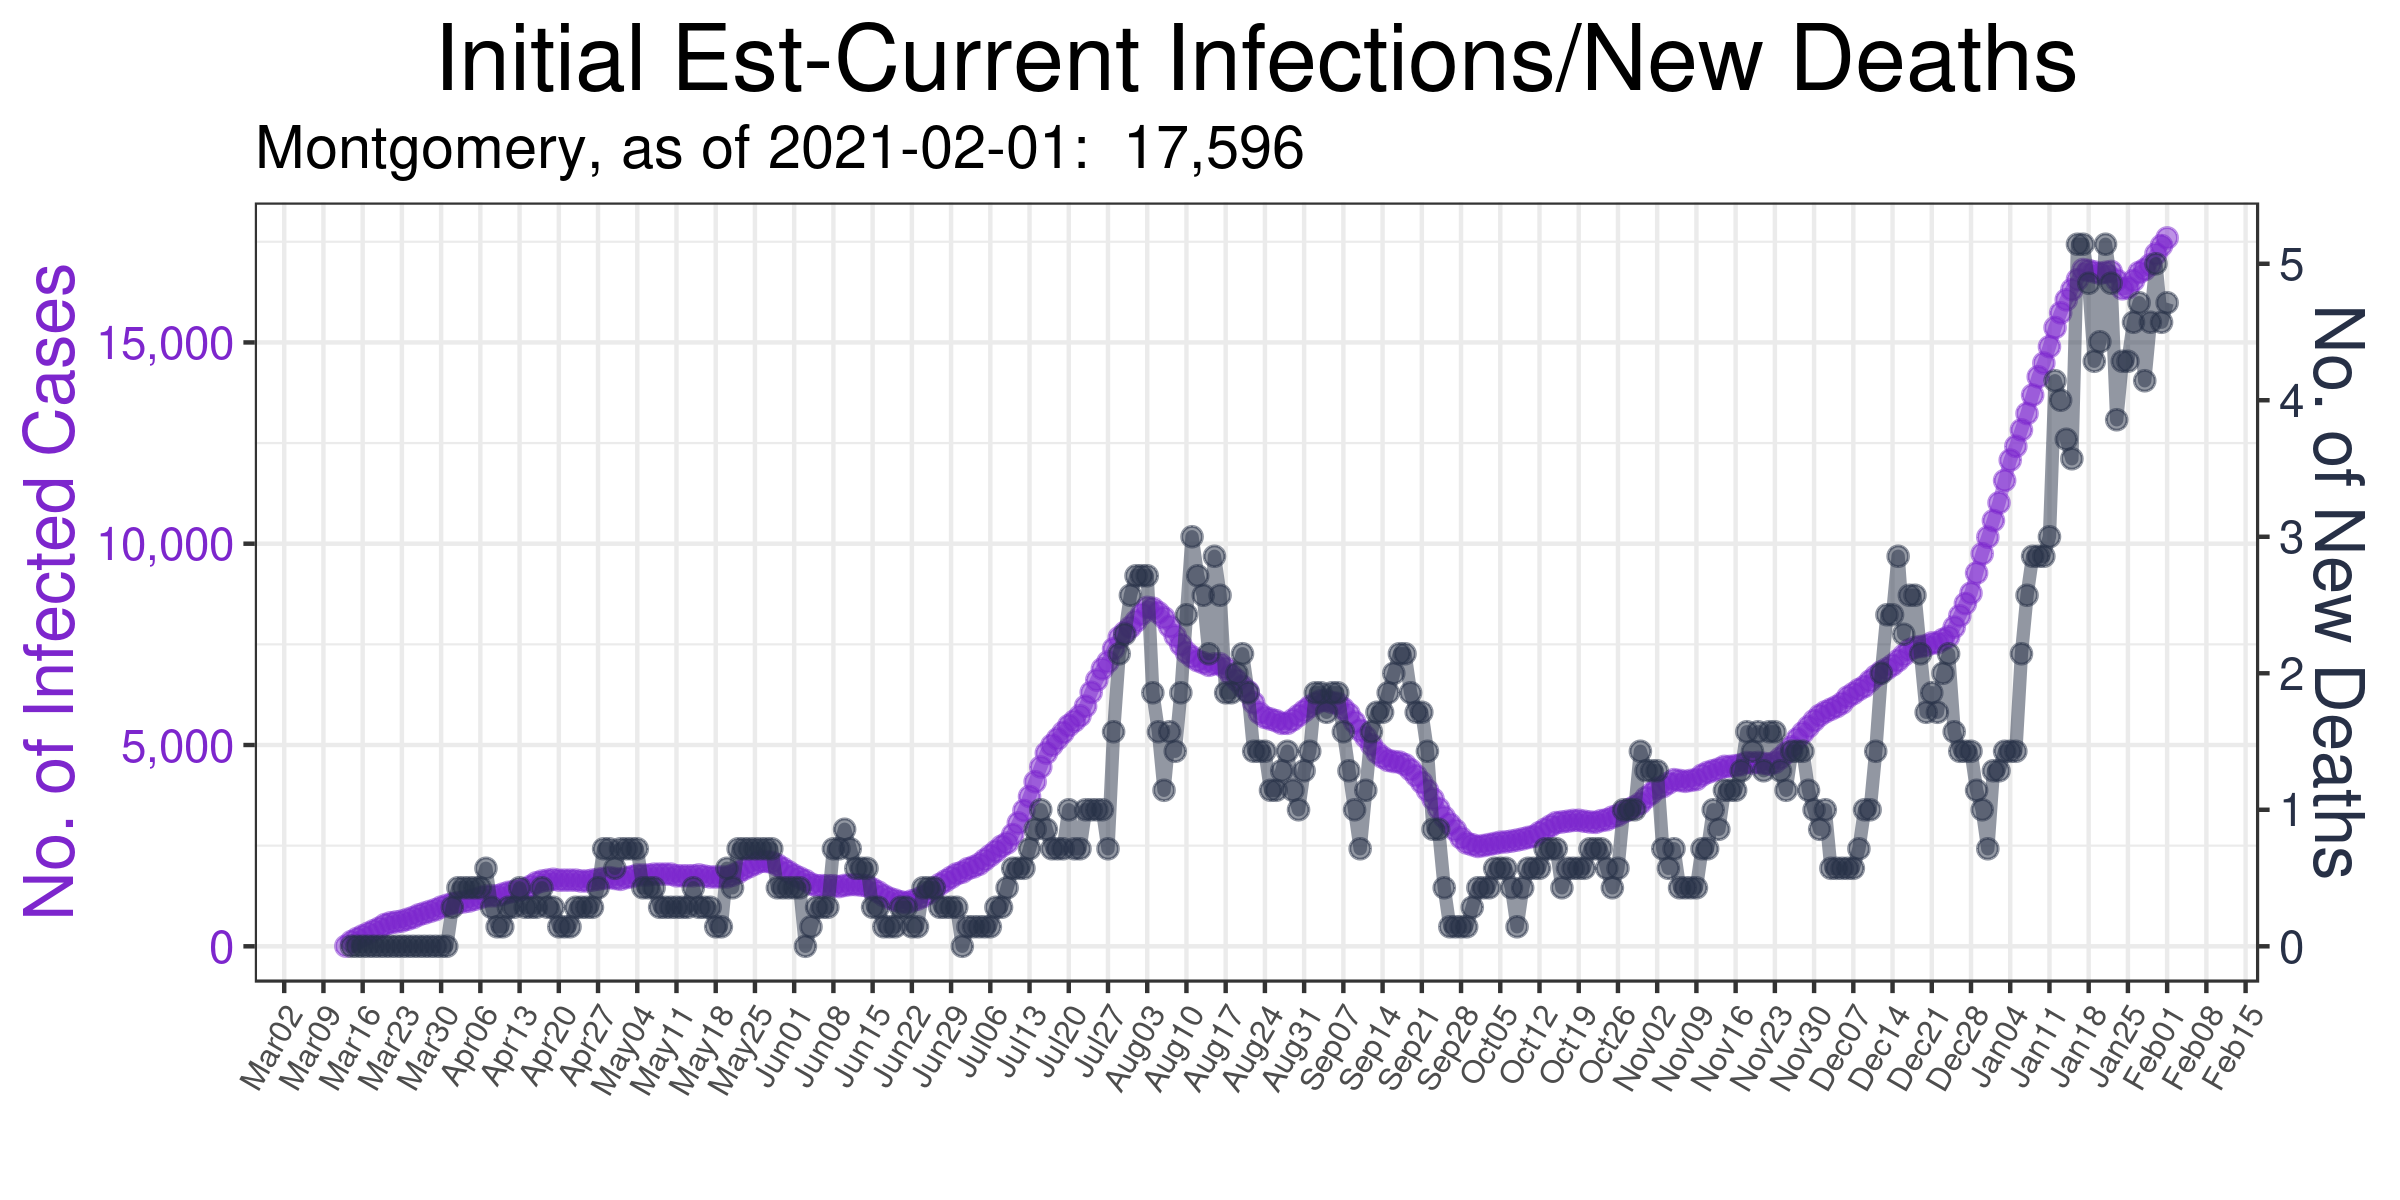 Initial Est-Current Infections/New Deaths
Montgomery, as of 2021-02-01:  17,596
No. of Infected Cases
15,000
10,000
5,000
0
5
4
3
2
1
0
No. of New Deaths
Mar02
Mar09
Mar16
Mar23
Mar30
Apr06
Apr13
Apr20
Apr27
May04
May11
May18
May25
Jun01
Jun08
Jun15
Jun22
Jun29
Jul06
Jul13
Jul20
Jul27
Aug03
Aug10
Aug17
Aug24
Aug31
Sep07
Sep14
Sep21
Sep28
Oct05
Oct12
Oct19
Oct26
Nov02
Nov09
Nov16
Nov23
Nov30
Dec07
Dec14
Dec21
Dec28
Jan04
Jan11
Jan18
Jan25
Feb01
Feb08
Feb15